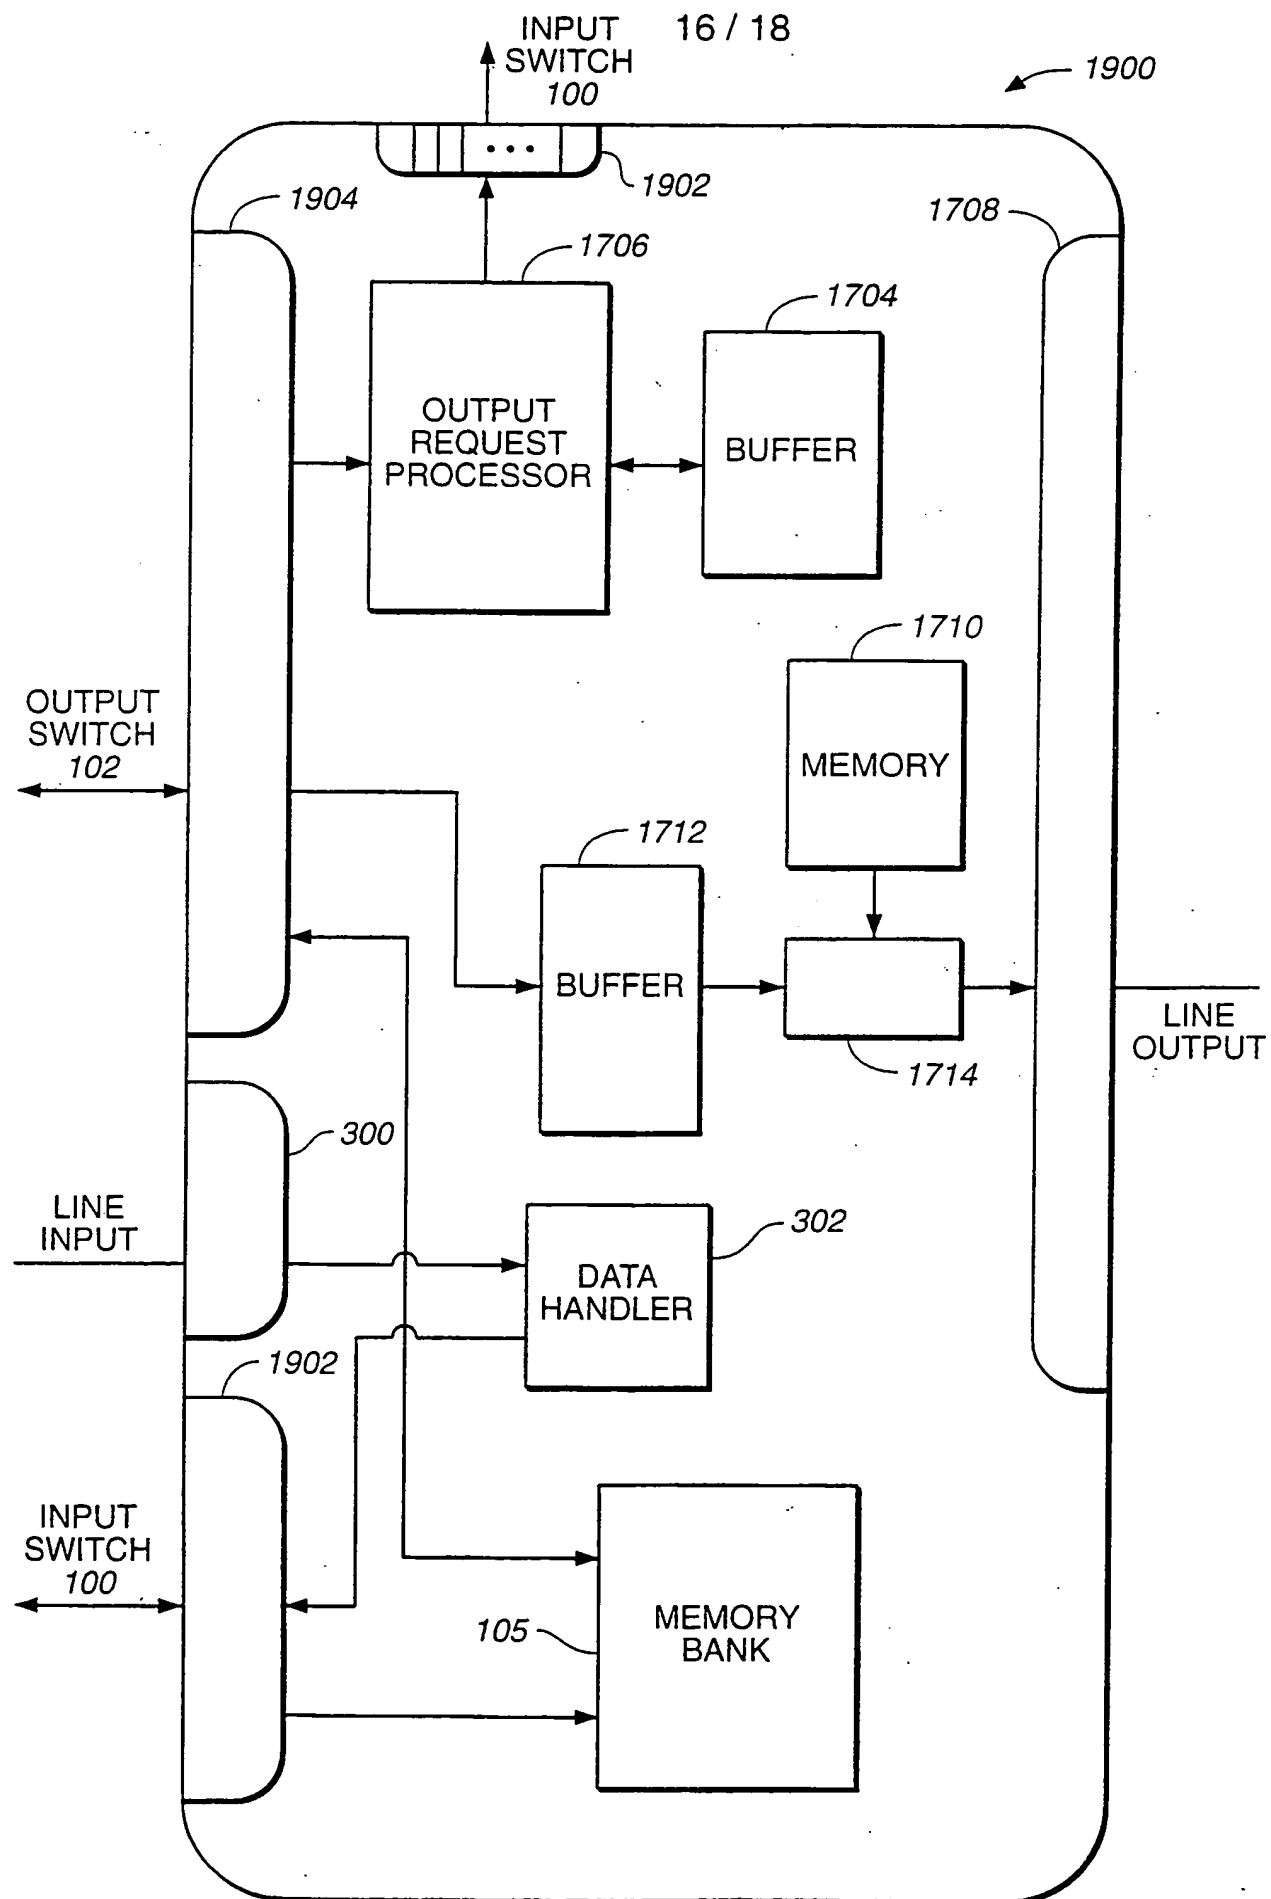 16 / 18
INPUT
SWITCH
100
1900
1902
1904
1708
1706
1704
OUTPUT
REQUEST
PROCESSOR
BUFFER
1710
OUTPUT
SWITCH
102
MEMORY
1712
BUFFER
LINE
OUTPUT
1714
300
LINE
INPUT
302
DATA
HANDLER
1902
INPUT
SWITCH
100
105
MEMORY
BANK